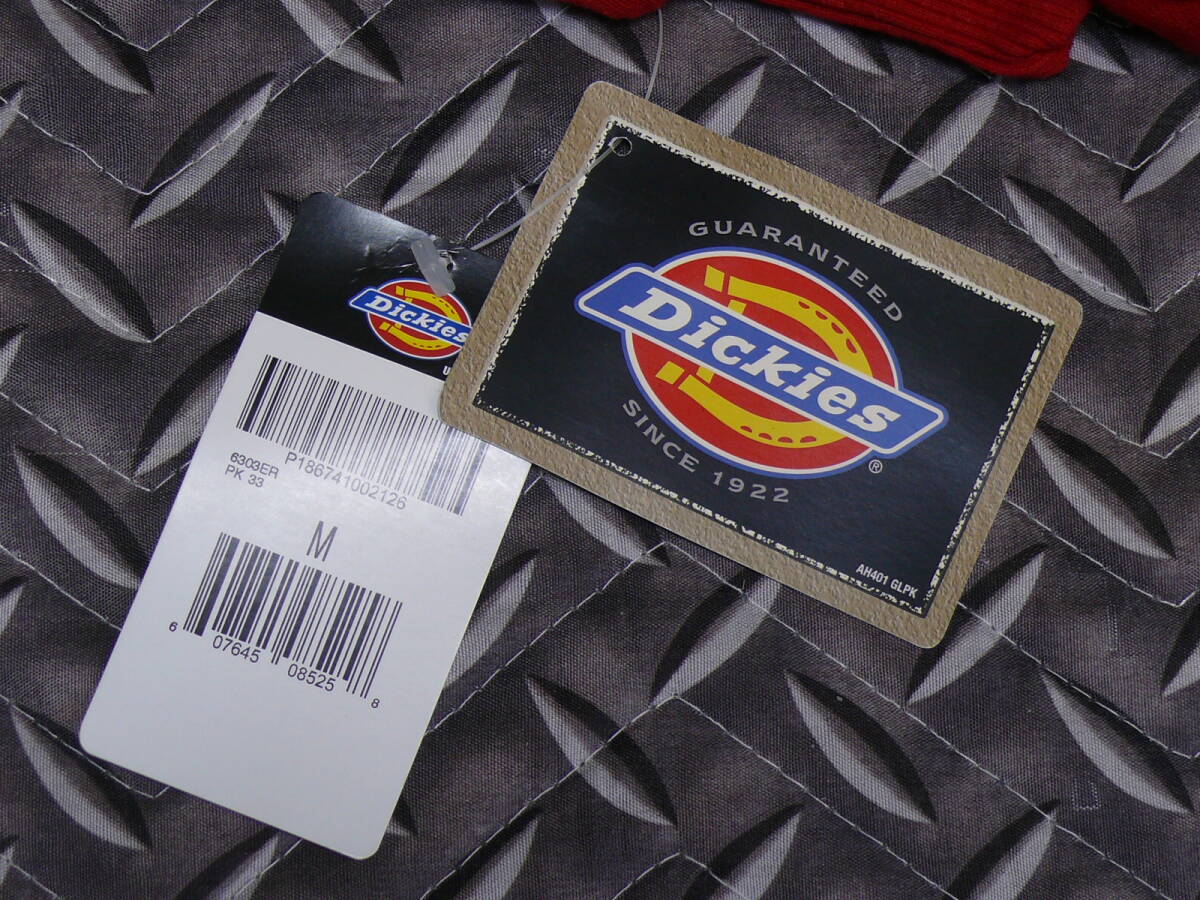 Dickies
P186741002126
6303ER
PK 33
M
6 07645 08525 8
GUARANTEED
Dickies
®
SINCE 1922
AH401 GLPK